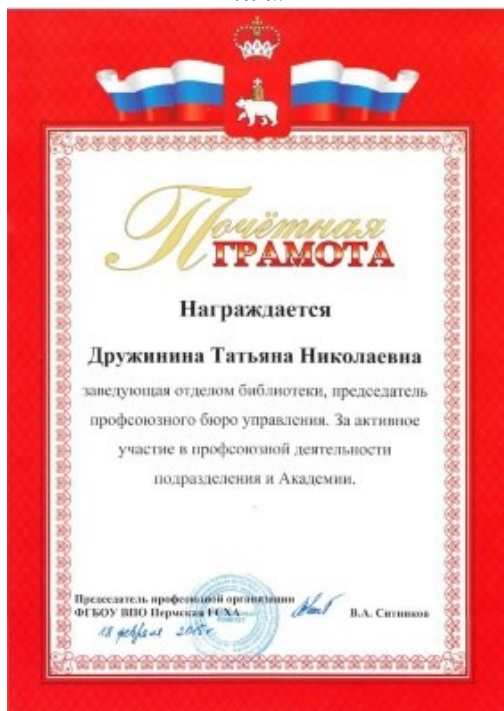 Почётная
ГРАМОТА
Награждается
Дружинина Татьяна Николаевна
заведующая отделом библиотеки, председатель
профсоюзного бюро управления. За активное
участие в профсоюзной деятельности
подразделения и Академии.
Председатель профсоюзной организации
ФГБОУ ВПО Пермская ГСХА
В.А. Ситников
18 февраля